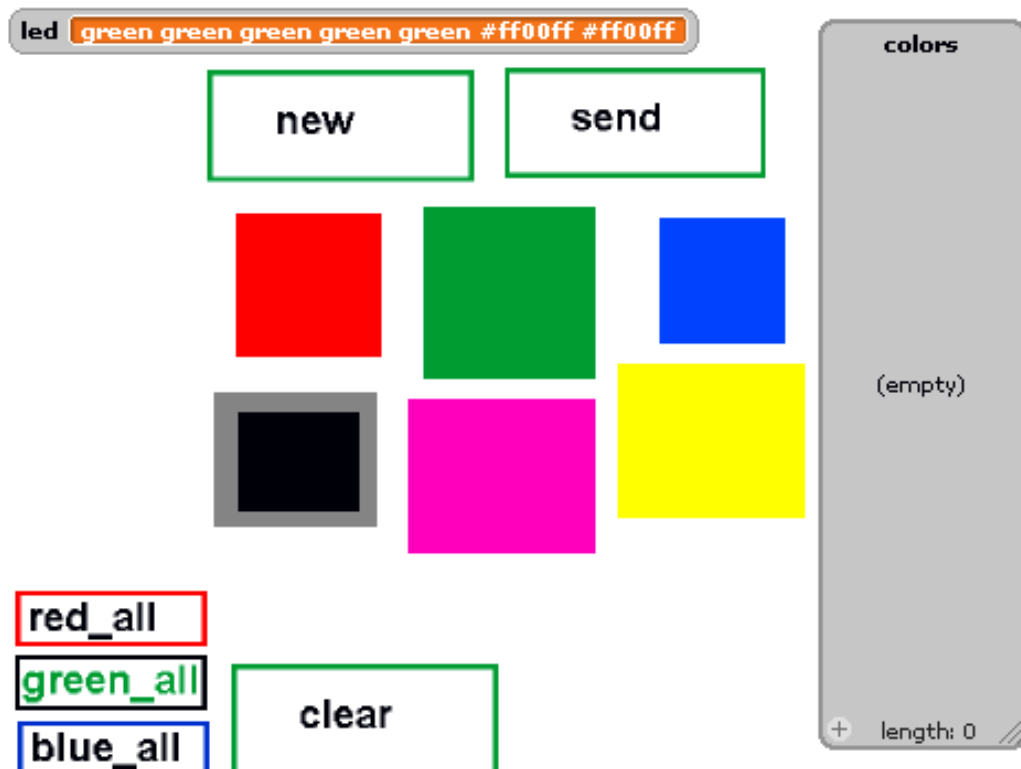 led green green green green green #ff00ff #ff00ff
colors
new
send
(empty)
red_all
green_all
clear
blue_all
+ length: 0